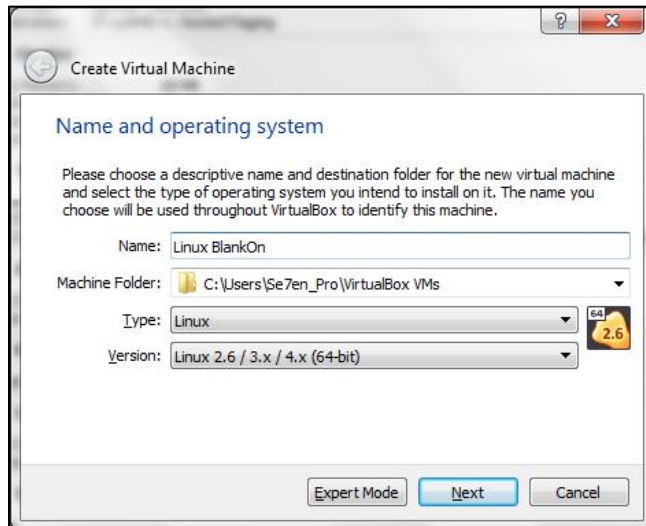 Create Virtual Machine
Name and operating system
Please choose a descriptive name and destination folder for the new virtual machine
and select the type of operating system you intend to install on it. The name you
choose will be used throughout VirtualBox to identify this machine.
Name: Linux BlankOn
Machine Folder: C:\Users\Se7en_Pro\VirtualBox VMs
Type: Linux
64
2.6
Version: Linux 2.6 / 3.x / 4.x (64-bit)
Expert Mode Next Cancel